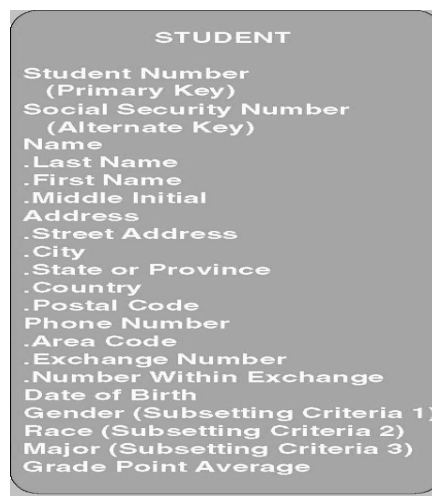 STUDENT
Student Number
(Primary Key)
Social Security Number
(Alternate Key)
Name
.Last Name
.First Name
.Middle Initial
Address
.Street Address
.City
.State or Province
.Country
.Postal Code
Phone Number
.Area Code
.Exchange Number
.Number Within Exchange
Date of Birth
Gender (Subsetting Criteria 1)
Race (Subsetting Criteria 2)
Major (Subsetting Criteria 3)
Grade Point Average